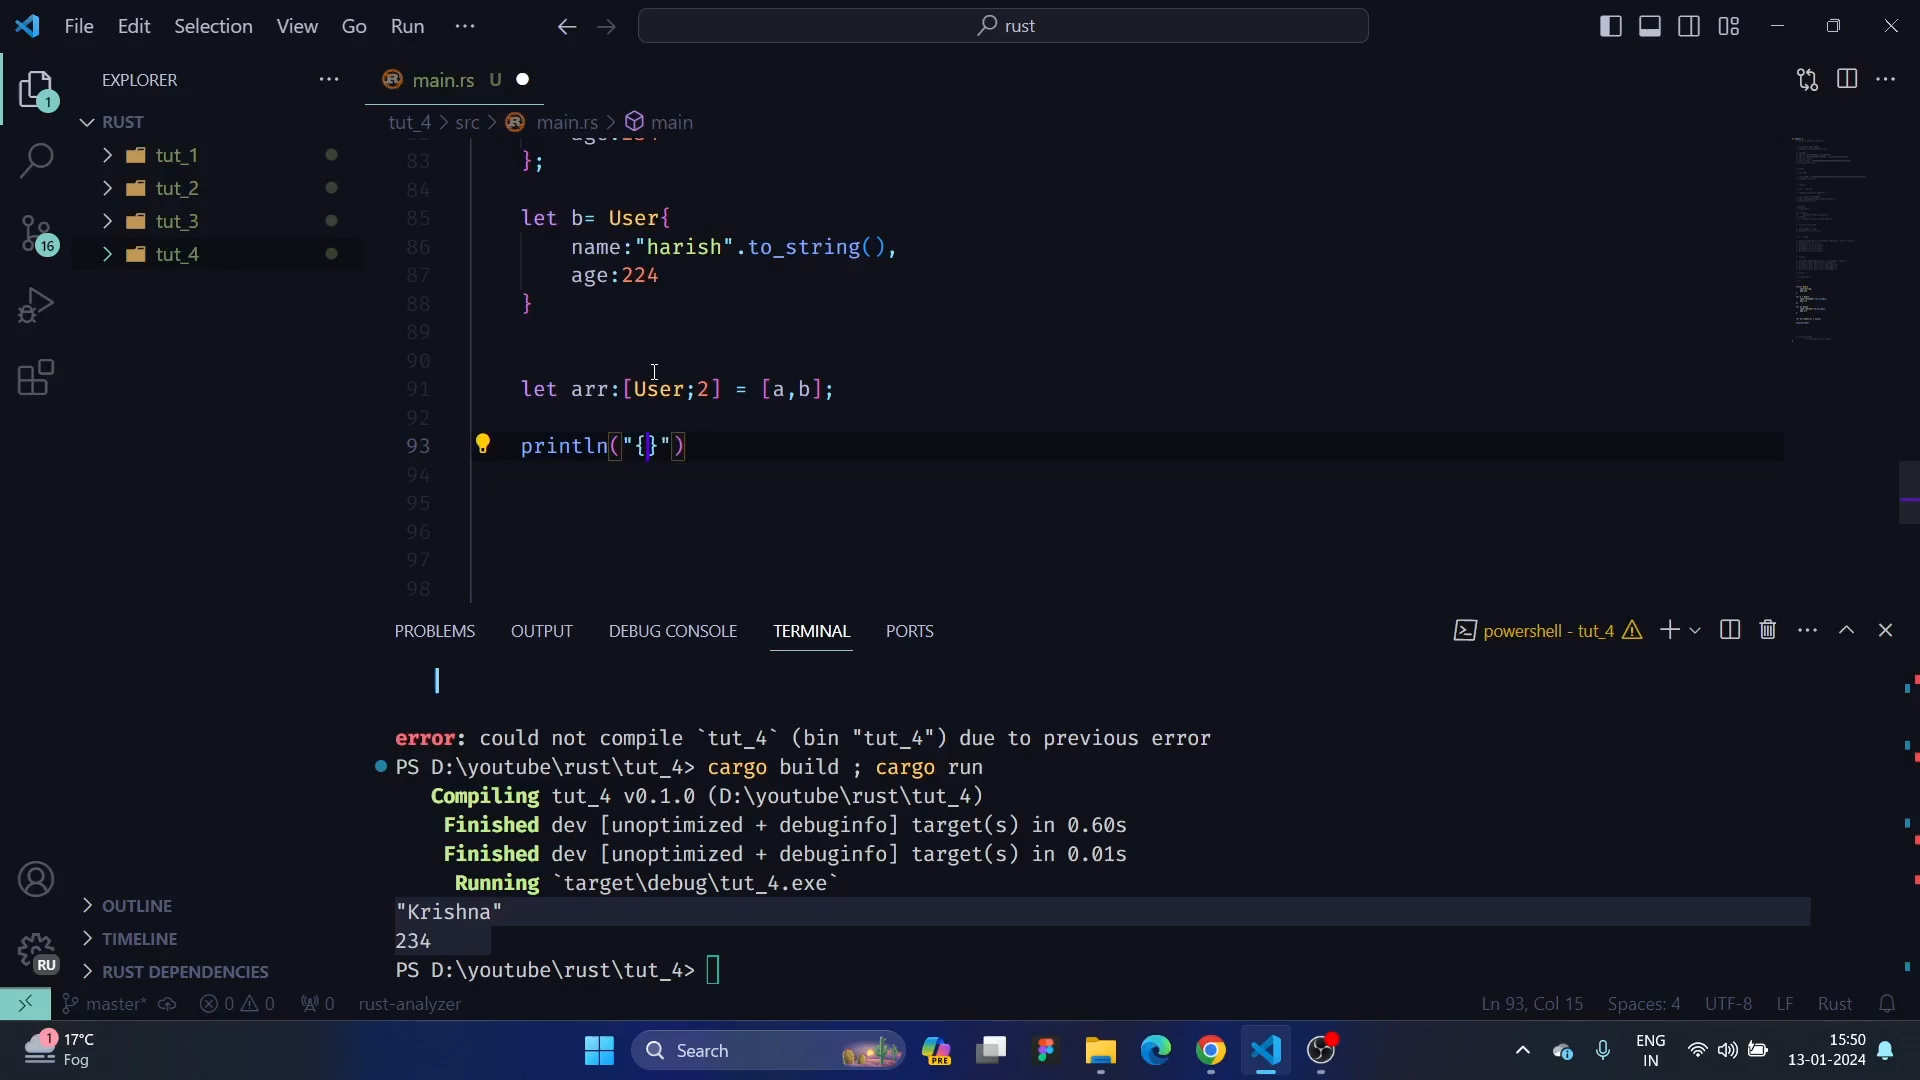 File Edit Selection View Go Run ···
rust
EXPLORER
main.rs U
RUST
tut_4 > src > main.rs > main
tut_1
tut_2
tut_3
tut_4
83 };
84
85 let b= User{
86 name:"harish".to_string(),
87 age:224
88 }
89
90
91 let arr:[User;2] = [a,b];
92
93 println("{}")
94
95
96
97
98
1
16
PROBLEMS OUTPUT DEBUG CONSOLE TERMINAL PORTS
powershell - tut_4
|
error: could not compile `tut_4` (bin "tut_4") due to previous error
PS D:\youtube\rust\tut_4> cargo build ; cargo run
Compiling tut_4 v0.1.0 (D:\youtube\rust\tut_4)
Finished dev [unoptimized + debuginfo] target(s) in 0.60s
Finished dev [unoptimized + debuginfo] target(s) in 0.01s
Running `target\debug\tut_4.exe`
"Krishna"
234
PS D:\youtube\rust\tut_4>
OUTLINE
TIMELINE
RUST DEPENDENCIES
RU
master* 0 0 0 rust-analyzer
Ln 93, Col 15 Spaces: 4 UTF-8 LF Rust
1
17°C
Fog
Search
PRE
ENG
IN
15:50
13-01-2024